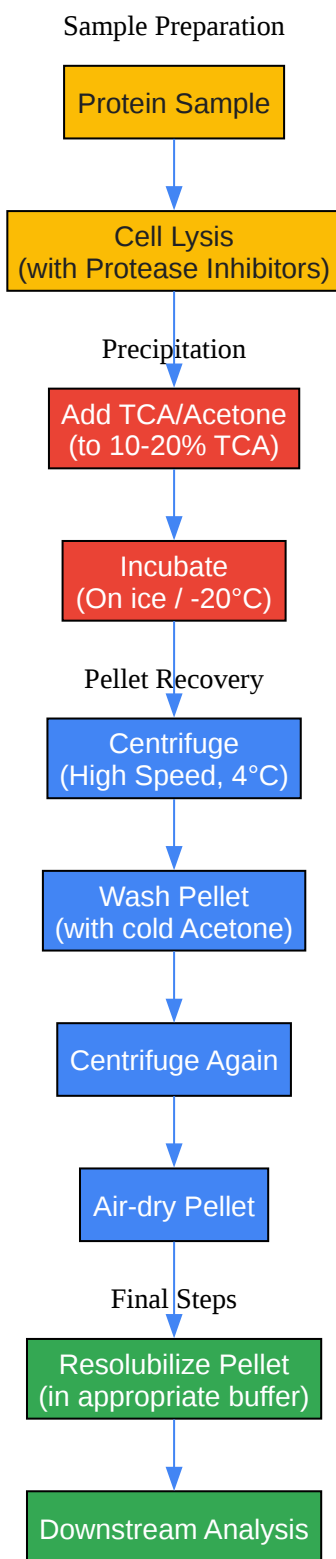 Sample Preparation
Protein Sample
Cell Lysis
(with Protease Inhibitors)
Precipitation
Add TCA/Acetone
(to 10-20% TCA)
Incubate
(On ice / -20°C)
Pellet Recovery
Centrifuge
(High Speed, 4°C)
Wash Pellet
(with cold Acetone)
Centrifuge Again
Air-dry Pellet
Final Steps
Resolubilize Pellet
(in appropriate buffer)
Downstream Analysis